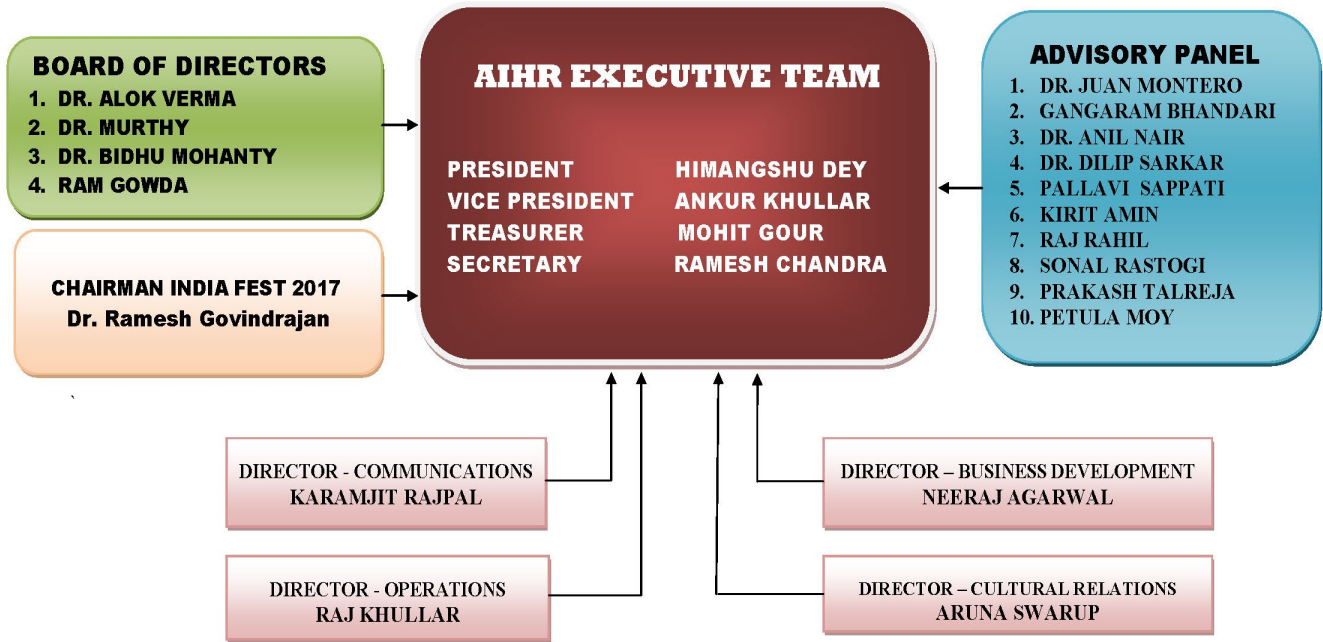 BOARD OF DIRECTORS
1. DR. ALOK VERMA
2. DR. MURTHY
3. DR. BIDHU MOHANTY
4. RAM GOWDA
CHAIRMAN INDIA FEST 2017
Dr. Ramesh Govindrajan
AIHR EXECUTIVE TEAM
PRESIDENT HIMANGSHU DEY
VICE PRESIDENT ANKUR KHULLAR
TREASURER MOHIT GOUR
SECRETARY RAMESH CHANDRA
ADVISORY PANEL
1. DR. JUAN MONTERO
2. GANGARAM BHANDARI
3. DR. ANIL NAIR
4. DR. DILIP SARKAR
5. PALLAVI SAPPATI
6. KIRIT AMIN
7. RAJ RAHIL
8. SONAL RASTOGI
9. PRAKASH TALREJA
10. PETULA MOY
`
DIRECTOR - COMMUNICATIONS
KARAMJIT RAJPAL
DIRECTOR – BUSINESS DEVELOPMENT
NEERAJ AGARWAL
DIRECTOR - OPERATIONS
RAJ KHULLAR
DIRECTOR – CULTURAL RELATIONS
ARUNA SWARUP